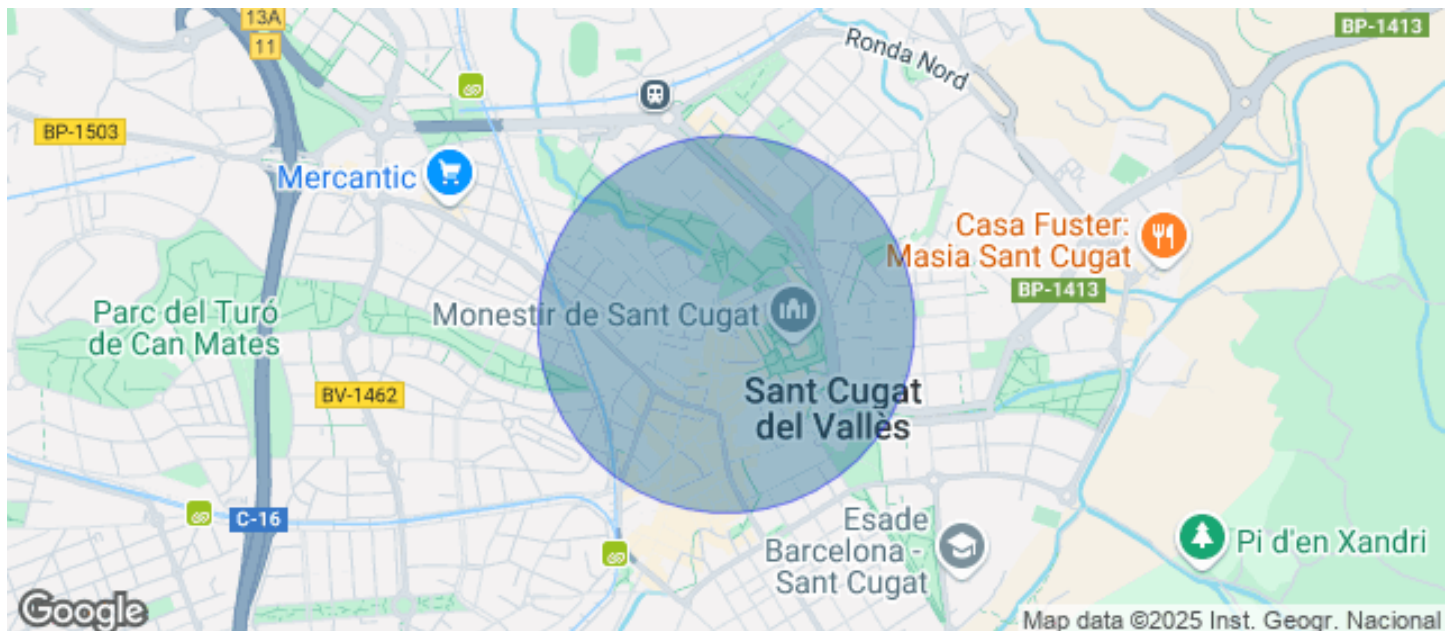 13A
11
BP-1413
Ronda Nord
BP-1503
Mercantic
Casa Fuster:
Masia Sant Cugat
BP-1413
Monestir de Sant Cugat
Parc del Turó
de Can Mates
BV-1462
Sant Cugat
del Vallès
C-16
Esade
Barcelona -
Sant Cugat
Pi d'en Xandri
Google
Map data ©2025 Inst. Geogr. Nacional